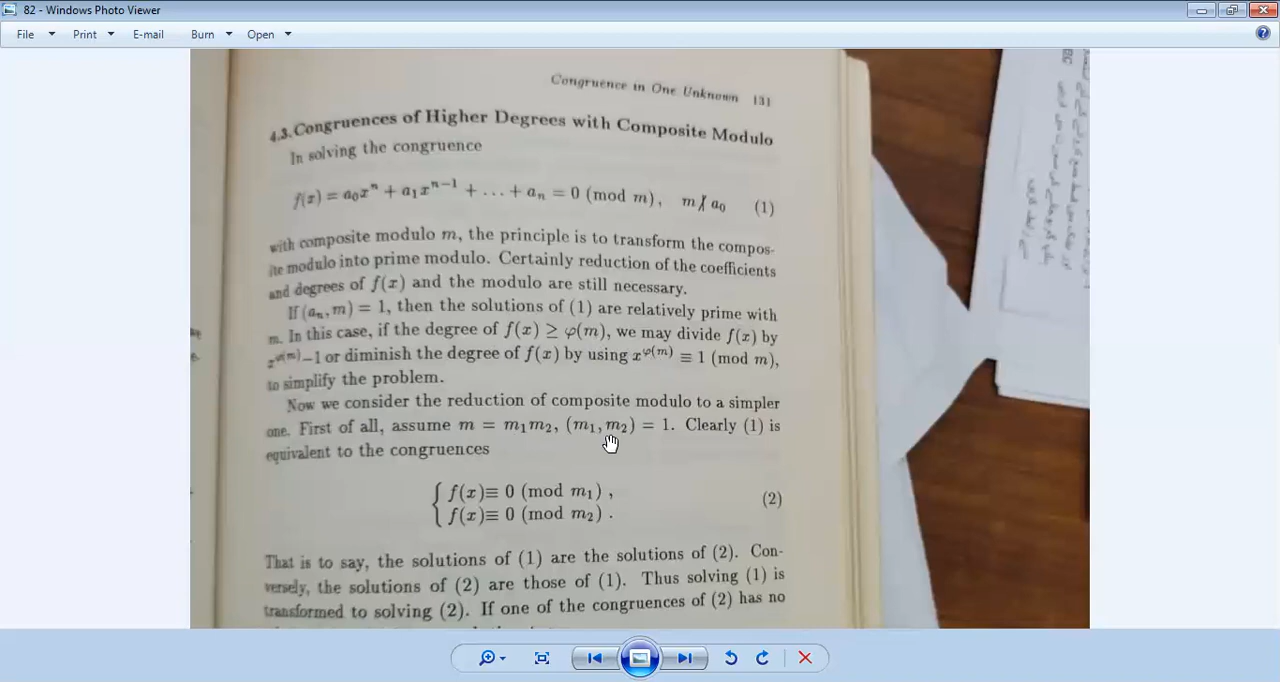 82 - Windows Photo Viewer
File Print E-mail Burn Open
Congruence in One Unknown 131
4.3. Congruences of Higher Degrees with Composite Modulo
In solving the congruence
f(x) = a₀xⁿ + a₁xⁿ⁻¹ + ... + aₙ = 0 (mod m), m ∤ a₀ (1)
with composite modulo m, the principle is to transform the compos-
ite modulo into prime modulo. Certainly reduction of the coefficients
and degrees of f(x) and the modulo are still necessary.
If (aₙ, m) = 1, then the solutions of (1) are relatively prime with
m. In this case, if the degree of f(x) ≥ φ(m), we may divide f(x) by
x^φ(m) −1 or diminish the degree of f(x) by using x^φ(m) ≡ 1 (mod m),
to simplify the problem.
Now we consider the reduction of composite modulo to a simpler
one. First of all, assume m = m₁m₂, (m₁, m₂) = 1. Clearly (1) is
equivalent to the congruences
f(x)≡ 0 (mod m₁) ,
f(x)≡ 0 (mod m₂) . (2)
That is to say, the solutions of (1) are the solutions of (2). Con-
versely, the solutions of (2) are those of (1). Thus solving (1) is
transformed to solving (2). If one of the congruences of (2) has no